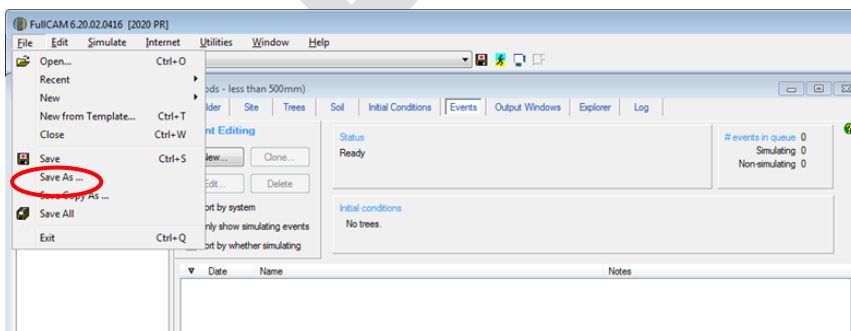 FullCAM 6.20.02.0416 [2020 PR]
File Edit Simulate Internet Utilities Window Help
Open... Ctrl+O
Recent
New
New from Template... Ctrl+T
Close Ctrl+W
Save Ctrl+S
Save As ...
Save Copy As ...
Save All
Exit Ctrl+Q
ods - less than 500mm)
lder Site Trees Soil Initial Conditions Events Output Windows Explorer Log
nt Editing
New... Clone...
Edit... Delete
ort by system
nly show simulating events
ort by whether simulating
Status
Ready
# events in queue 0
Simulating 0
Non-simulating 0
Initial conditions
No trees.
Date Name Notes